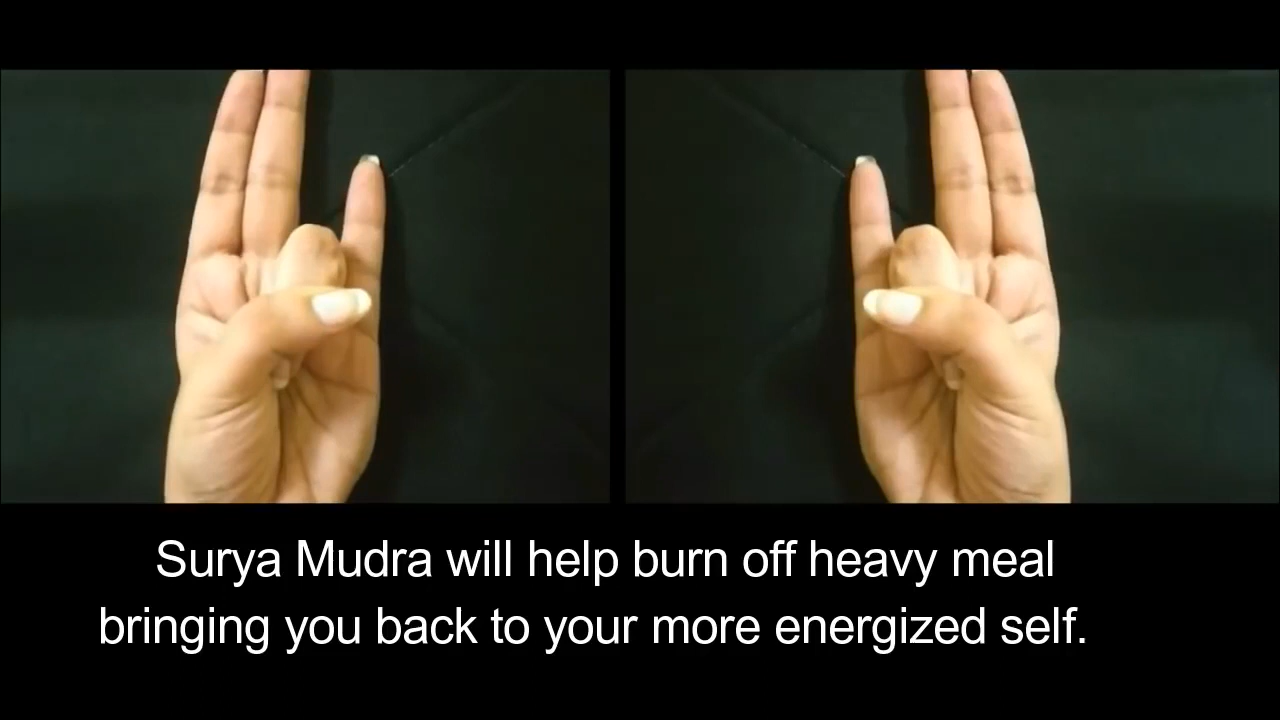 Surya Mudra will help burn off heavy meal
bringing you back to your more energized self.